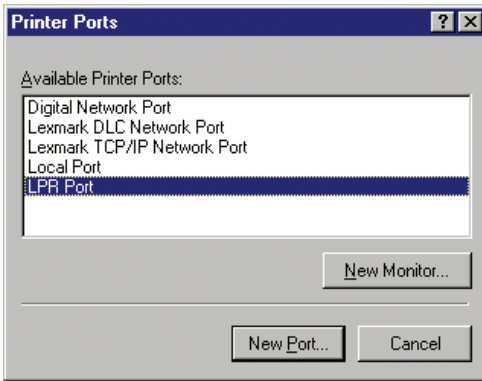 Printer Ports
Available Printer Ports:
Digital Network Port
Lexmark DLC Network Port
Lexmark TCP/IP Network Port
Local Port
LPR Port
New Monitor...
New Port... Cancel